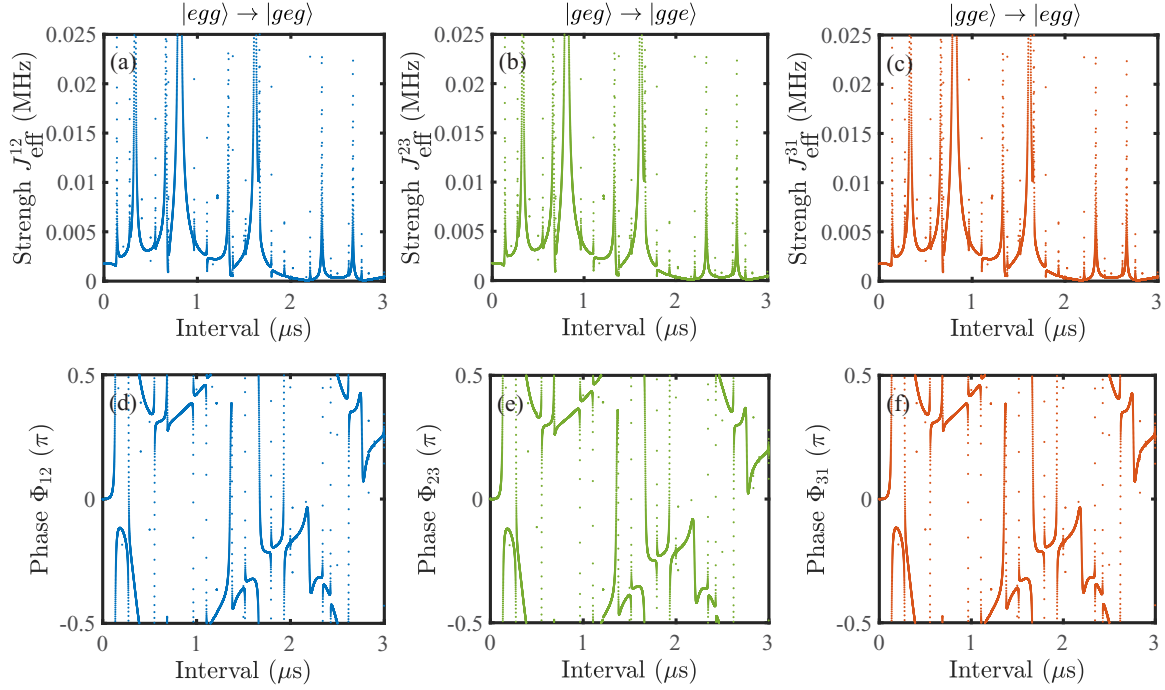 |egg⟩ → |geg⟩
|geg⟩ → |gge⟩
|gge⟩ → |egg⟩
(a)
0.025
0.02
0.015
0.01
0.005
0
Strengh J_eff^12 (MHz)
0 1 2 3
Interval (μs)
(b)
0.025
0.02
0.015
0.01
0.005
0
Strengh J_eff^23 (MHz)
0 1 2 3
Interval (μs)
(c)
0.025
0.02
0.015
0.01
0.005
0
Strengh J_eff^31 (MHz)
0 1 2 3
Interval (μs)
(d)
0.5
0
-0.5
Phase Φ₁₂ (π)
0 1 2 3
Interval (μs)
(e)
0.5
0
-0.5
Phase Φ₂₃ (π)
0 1 2 3
Interval (μs)
(f)
0.5
0
-0.5
Phase Φ₃₁ (π)
0 1 2 3
Interval (μs)